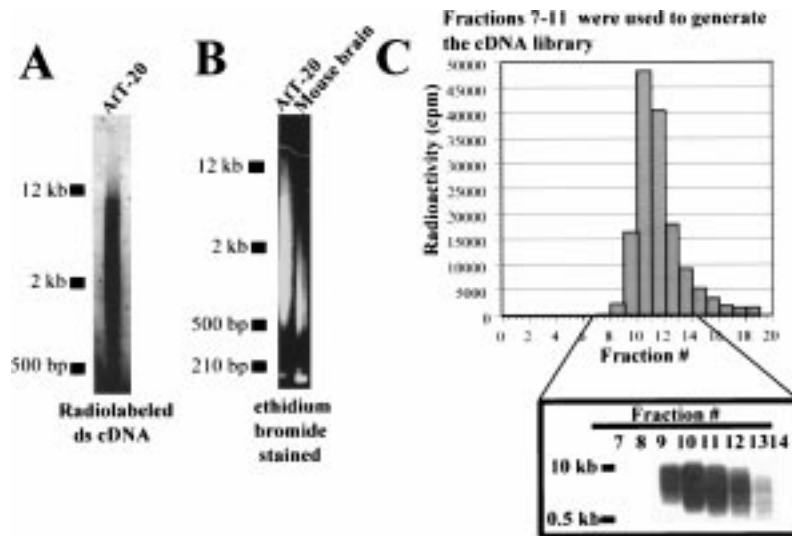 Fractions 7-11 were used to generate
the cDNA library
A
AtT-20
12 kb
2 kb
500 bp
Radiolabeled
ds cDNA
B
AtT-20
Mouse brain
12 kb
2 kb
500 bp
210 bp
ethidium
bromide
stained
C
Radioactivity (cpm)
50000
45000
40000
35000
30000
25000
20000
15000
10000
5000
0
0 2 4 6 8 10 12 14 16 18 20
Fraction #
Fraction #
7 8 9 10 11 12 13 14
10 kb
0.5 kb